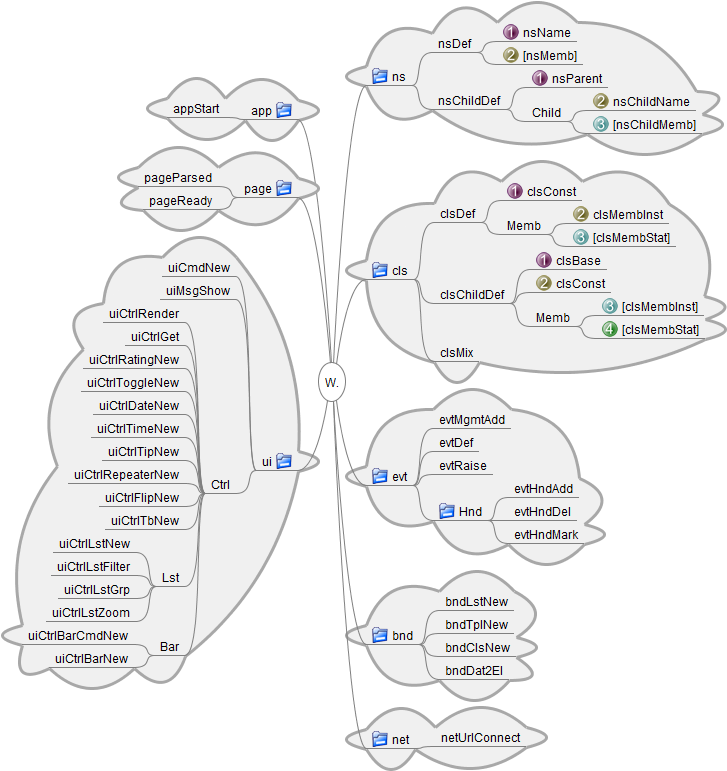 W.
app
appStart
page
pageParsed
pageReady
ui
uiCmdNew
uiMsgShow
Ctrl
uiCtrlRender
uiCtrlGet
uiCtrlRatingNew
uiCtrlToggleNew
uiCtrlDateNew
uiCtrlTimeNew
uiCtrlTipNew
uiCtrlRepeaterNew
uiCtrlFlipNew
uiCtrlTbNew
Lst
uiCtrlLstNew
uiCtrlLstFilter
uiCtrlLstGrp
uiCtrlLstZoom
Bar
uiCtrlBarCmdNew
uiCtrlBarNew
ns
nsDef
1 nsName
2 [nsMemb]
nsChildDef
1 nsParent
Child
2 nsChildName
3 [nsChildMemb]
cls
clsDef
1 clsConst
Memb
2 clsMembInst
3 [clsMembStat]
clsChildDef
1 clsBase
2 clsConst
Memb
3 [clsMembInst]
4 [clsMembStat]
clsMix
evt
evtMgmtAdd
evtDef
evtRaise
Hnd
evtHndAdd
evtHndDel
evtHndMark
bnd
bndLstNew
bndTplNew
bndClsNew
bndDat2El
net
netUrlConnect